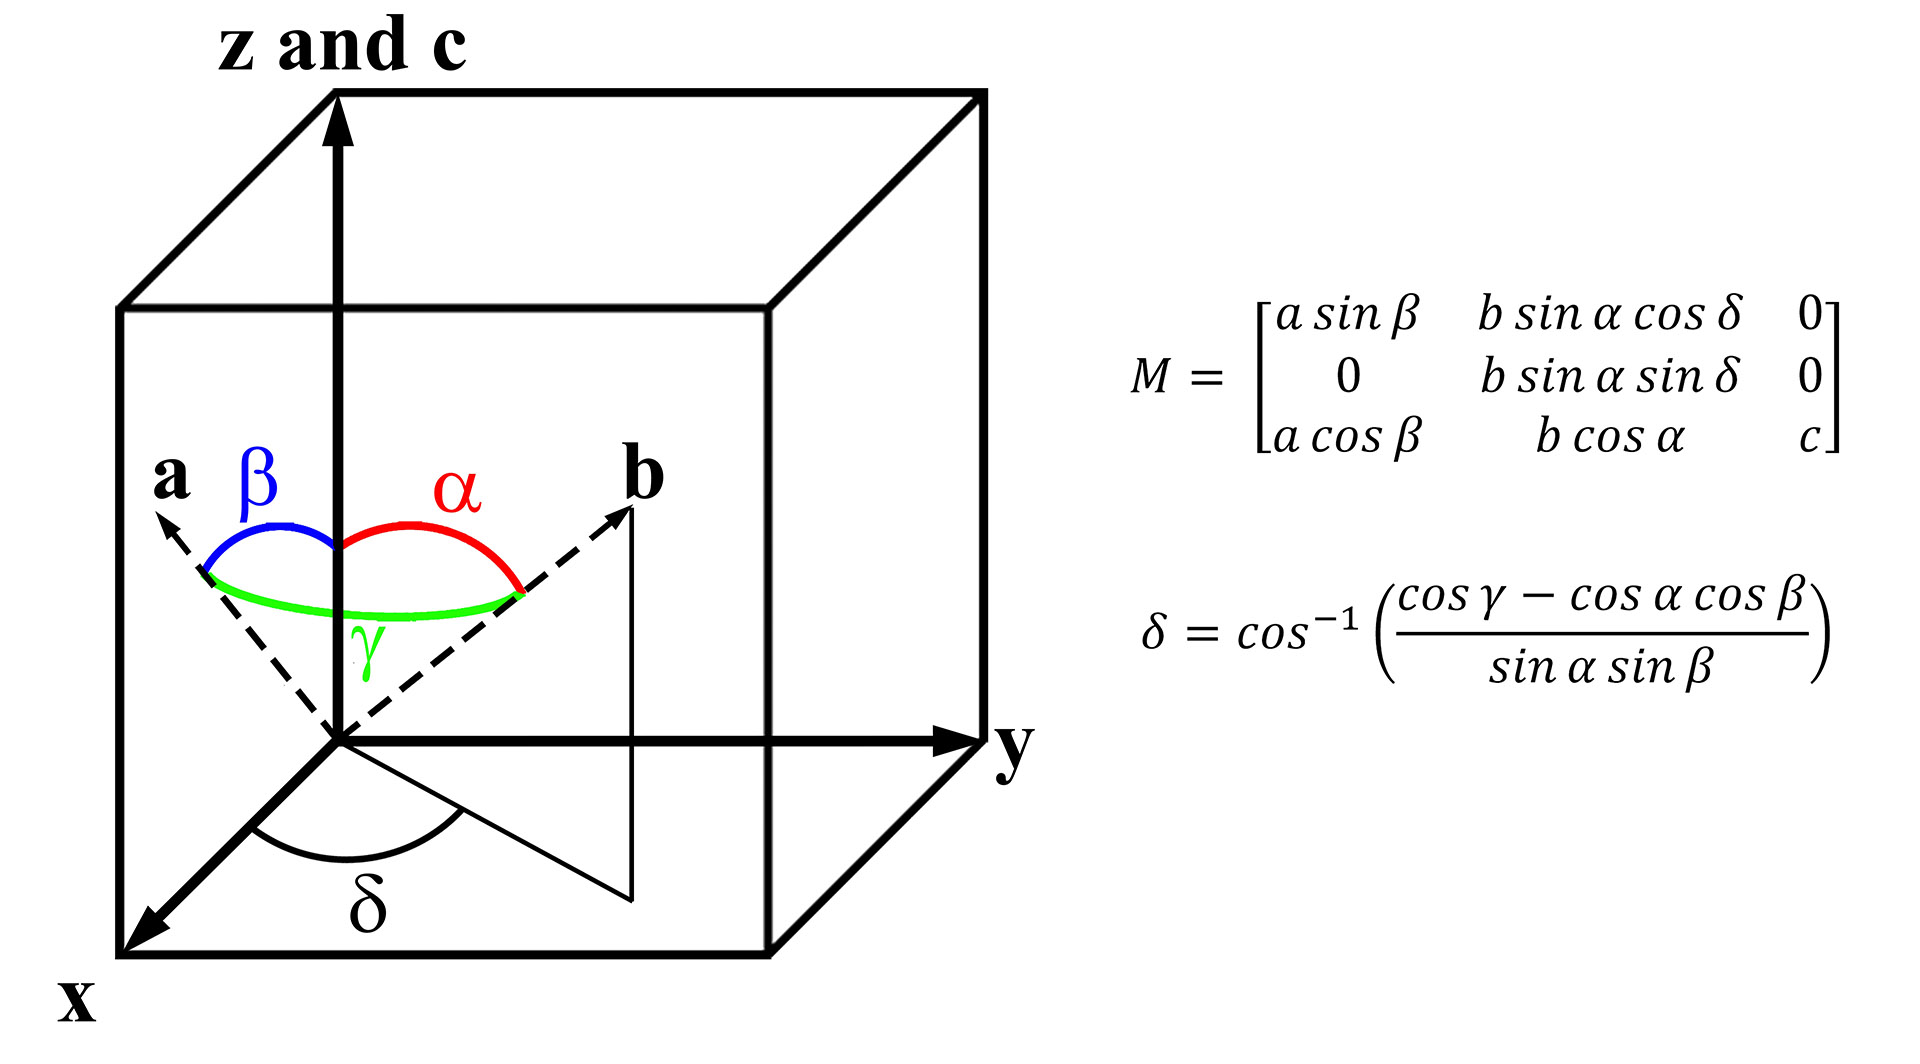 z and c
a
β
α
b
γ
y
δ
x
M = [ a sin β b sin α cos δ 0
0 b sin α sin δ 0
a cos β b cos α c ]
δ = cos⁻¹ ( cos γ − cos α cos β
sin α sin β )